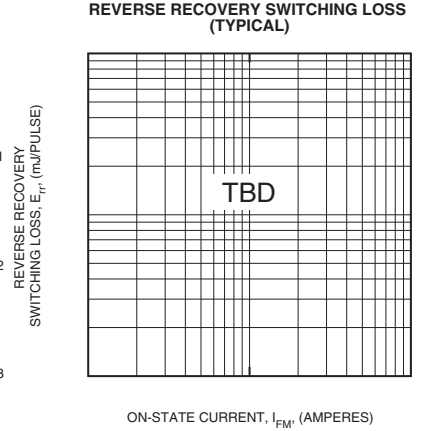 REVERSE RECOVERY SWITCHING LOSS
(TYPICAL)
REVERSE RECOVERY
SWITCHING LOSS, Err, (mJ/PULSE)
TBD
ON-STATE CURRENT, IFM, (AMPERES)